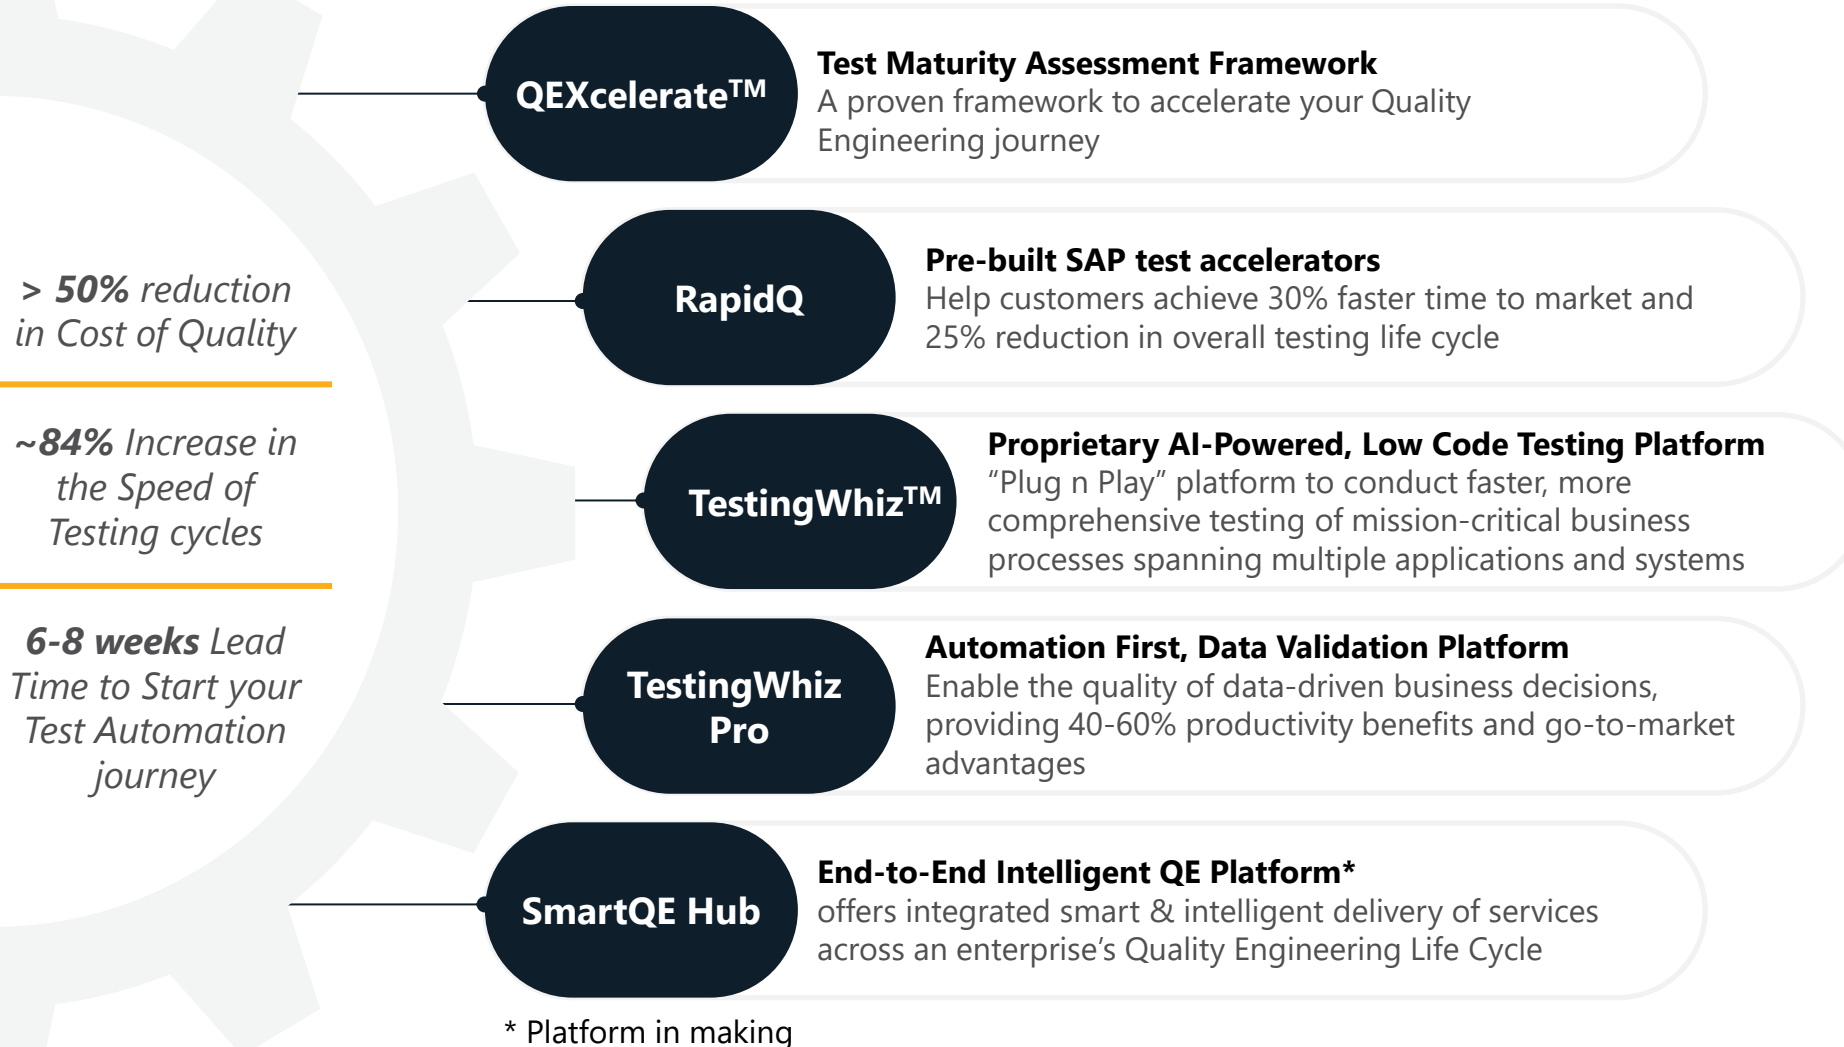 > 50% reduction
in Cost of Quality
~84% Increase in
the Speed of
Testing cycles
6-8 weeks Lead
Time to Start your
Test Automation
journey
QEXcelerate™
Test Maturity Assessment Framework
A proven framework to accelerate your Quality
Engineering journey
RapidQ
Pre-built SAP test accelerators
Help customers achieve 30% faster time to market and
25% reduction in overall testing life cycle
TestingWhiz™
Proprietary AI-Powered, Low Code Testing Platform
“Plug n Play” platform to conduct faster, more
comprehensive testing of mission-critical business
processes spanning multiple applications and systems
TestingWhiz
Pro
Automation First, Data Validation Platform
Enable the quality of data-driven business decisions,
providing 40-60% productivity benefits and go-to-market
advantages
SmartQE Hub
End-to-End Intelligent QE Platform*
offers integrated smart & intelligent delivery of services
across an enterprise’s Quality Engineering Life Cycle
* Platform in making